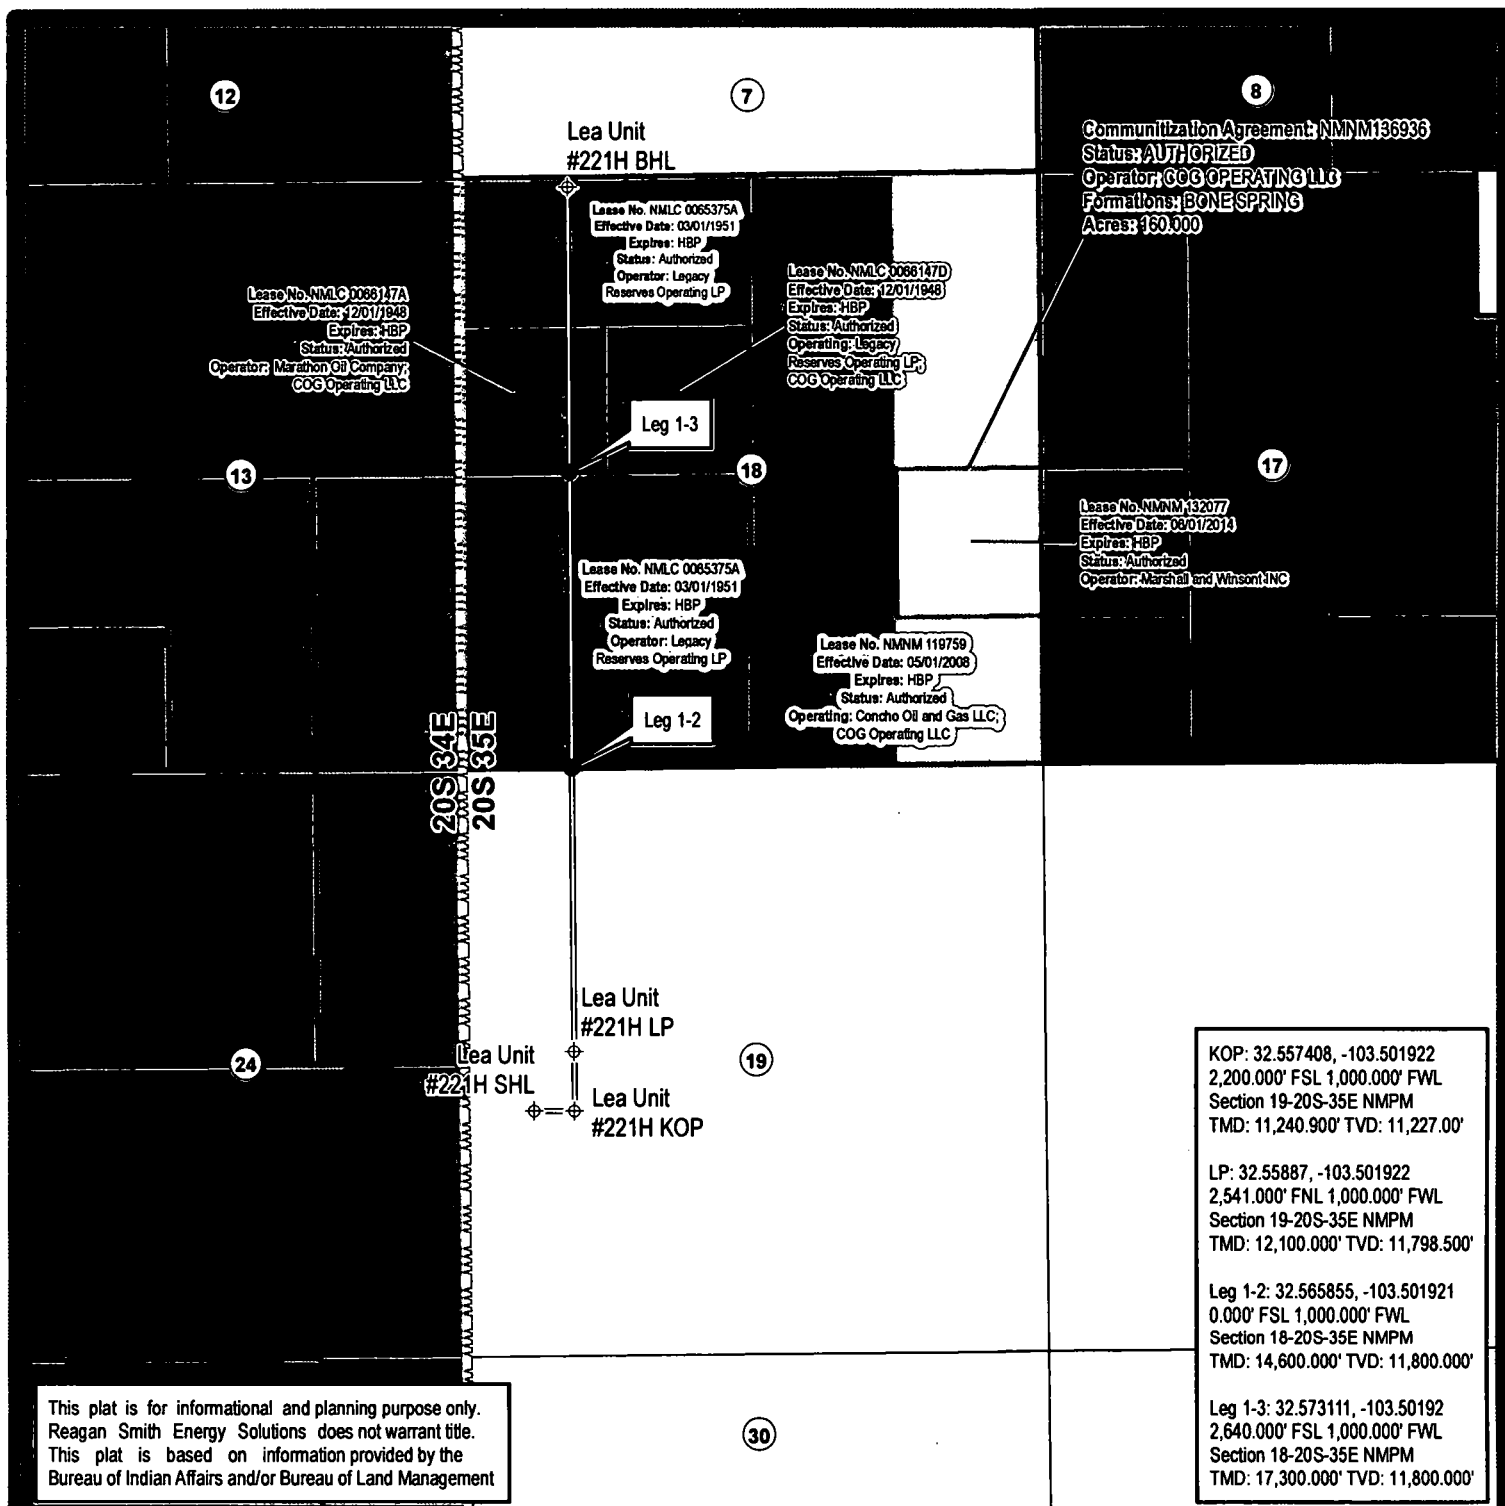 12
7
8
Lea Unit
#221H BHL
Communitization Agreement: NMNM136936
Status: AUTHORIZED
Operator: COG OPERATING LLC
Formations: BONE SPRING
Acres: 160.000
Lease No. NMLC 0065375A
Effective Date: 03/01/1951
Expires: HBP
Status: Authorized
Operator: Legacy
Reserves Operating LP
Lease No. NMLC 0066147D
Effective Date: 12/01/1948
Expires: HBP
Status: Authorized
Operating: Legacy
Reserves Operating LP;
COG Operating LLC
Lease No. NMLC 0066147A
Effective Date: 12/01/1948
Expires: HBP
Status: Authorized
Operator: Marathon Oil Company;
COG Operating LLC
Leg 1-3
13
18
17
Lease No. NMNM 132077
Effective Date: 06/01/2014
Expires: HBP
Status: Authorized
Operator: Marshall and Winsont INC
Lease No. NMLC 0065375A
Effective Date: 03/01/1951
Expires: HBP
Status: Authorized
Operator: Legacy
Reserves Operating LP
Lease No. NMNM 119759
Effective Date: 05/01/2008
Expires: HBP
Status: Authorized
Operating: Concho Oil and Gas LLC;
COG Operating LLC
Leg 1-2
20S 34E
20S 35E
Lea Unit
#221H LP
Lea Unit
#221H SHL
Lea Unit
#221H KOP
24
19
30
KOP: 32.557408, -103.501922
2,200.000' FSL 1,000.000' FWL
Section 19-20S-35E NMPM
TMD: 11,240.900' TVD: 11,227.00'
LP: 32.55887, -103.501922
2,541.000' FNL 1,000.000' FWL
Section 19-20S-35E NMPM
TMD: 12,100.000' TVD: 11,798.500'
Leg 1-2: 32.565855, -103.501921
0.000' FSL 1,000.000' FWL
Section 18-20S-35E NMPM
TMD: 14,600.000' TVD: 11,800.000'
Leg 1-3: 32.573111, -103.50192
2,640.000' FSL 1,000.000' FWL
Section 18-20S-35E NMPM
TMD: 17,300.000' TVD: 11,800.000'
This plat is for informational and planning purpose only.
Reagan Smith Energy Solutions does not warrant title.
This plat is based on information provided by the
Bureau of Indian Affairs and/or Bureau of Land Management